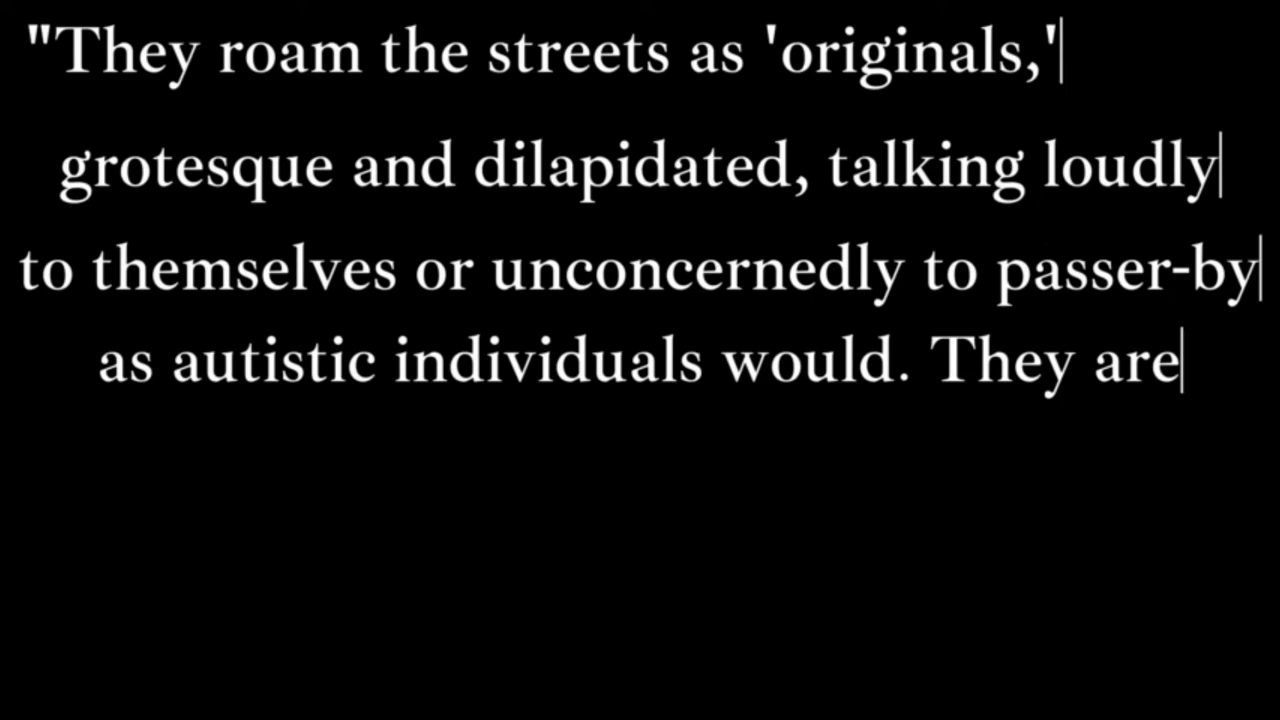 "They roam the streets as 'originals,'
grotesque and dilapidated, talking loudly
to themselves or unconcernedly to passer-by
as autistic individuals would. They are